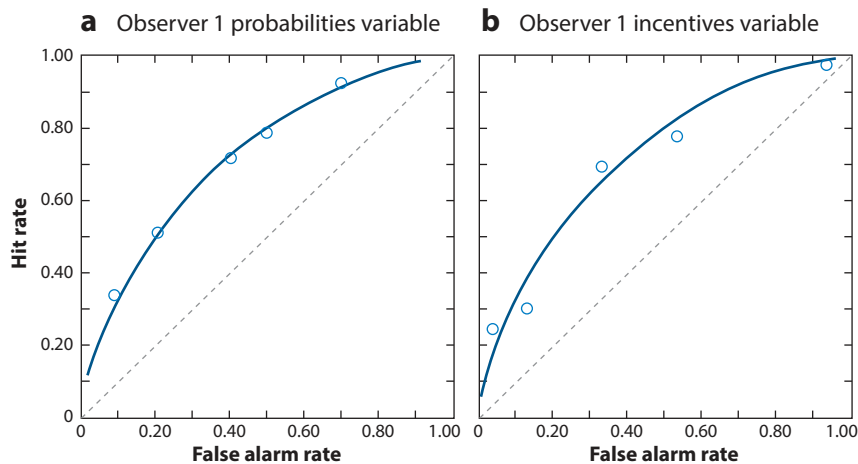 a Observer 1 probabilities variable
b Observer 1 incentives variable
Hit rate
1.00
0.80
0.60
0.40
0.20
0
0 0.20 0.40 0.60 0.80 1.00
False alarm rate
0 0.20 0.40 0.60 0.80 1.00
False alarm rate